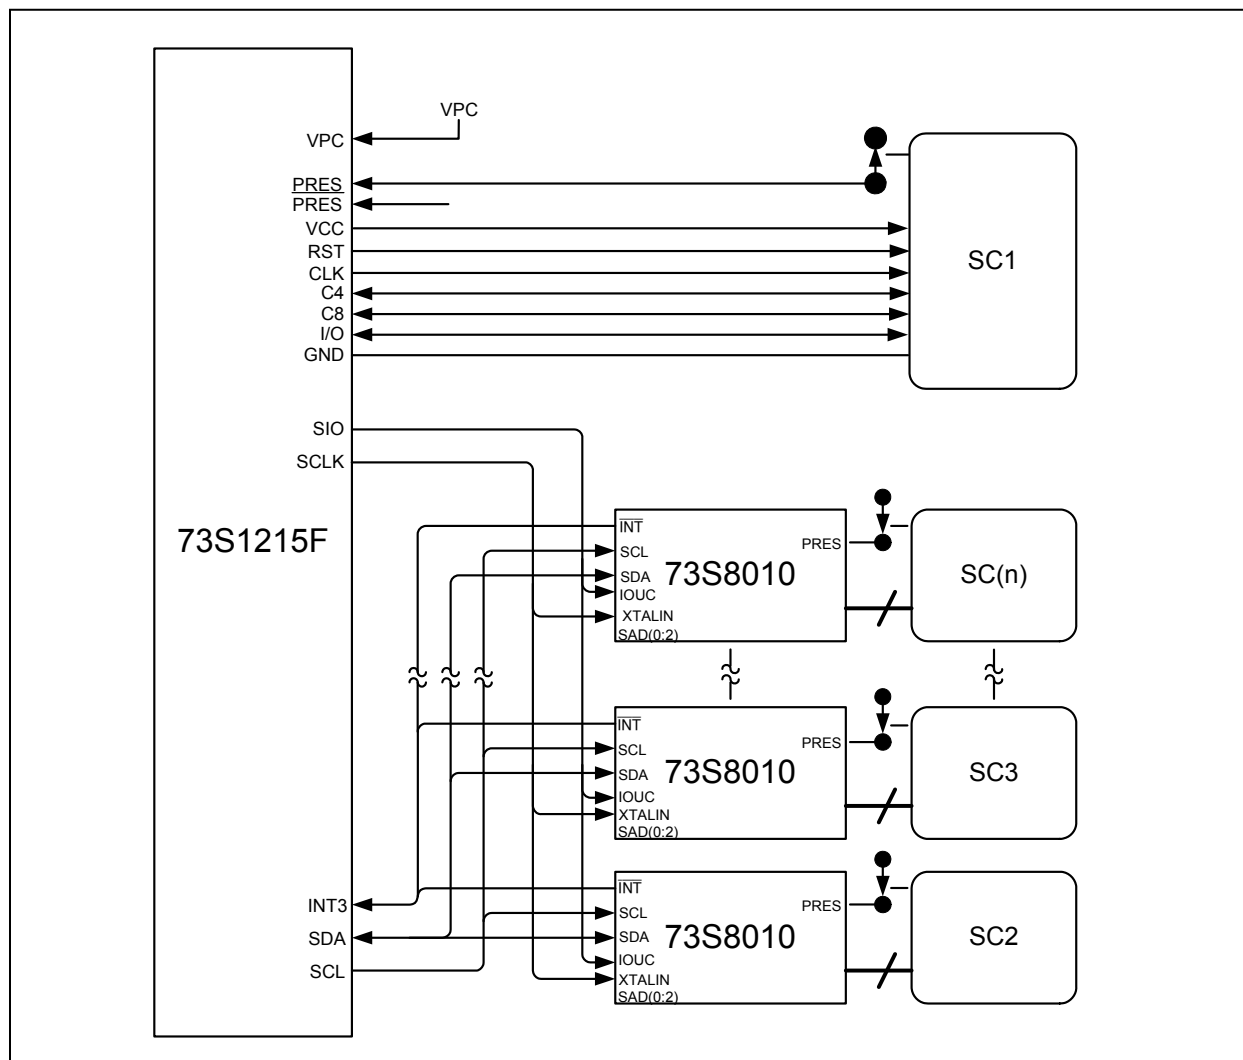 VPC
VPC
PRES
PRES
VCC
RST
CLK
C4
C8
I/O
GND
SC1
SIO
SCLK
73S1215F
INT
SCL
SDA
IOUC
XTALIN
SAD(0:2)
73S8010
PRES
SC(n)
INT
SCL
SDA
IOUC
XTALIN
SAD(0:2)
73S8010
PRES
SC3
INT3
SDA
SCL
INT
SCL
SDA
IOUC
XTALIN
SAD(0:2)
73S8010
PRES
SC2